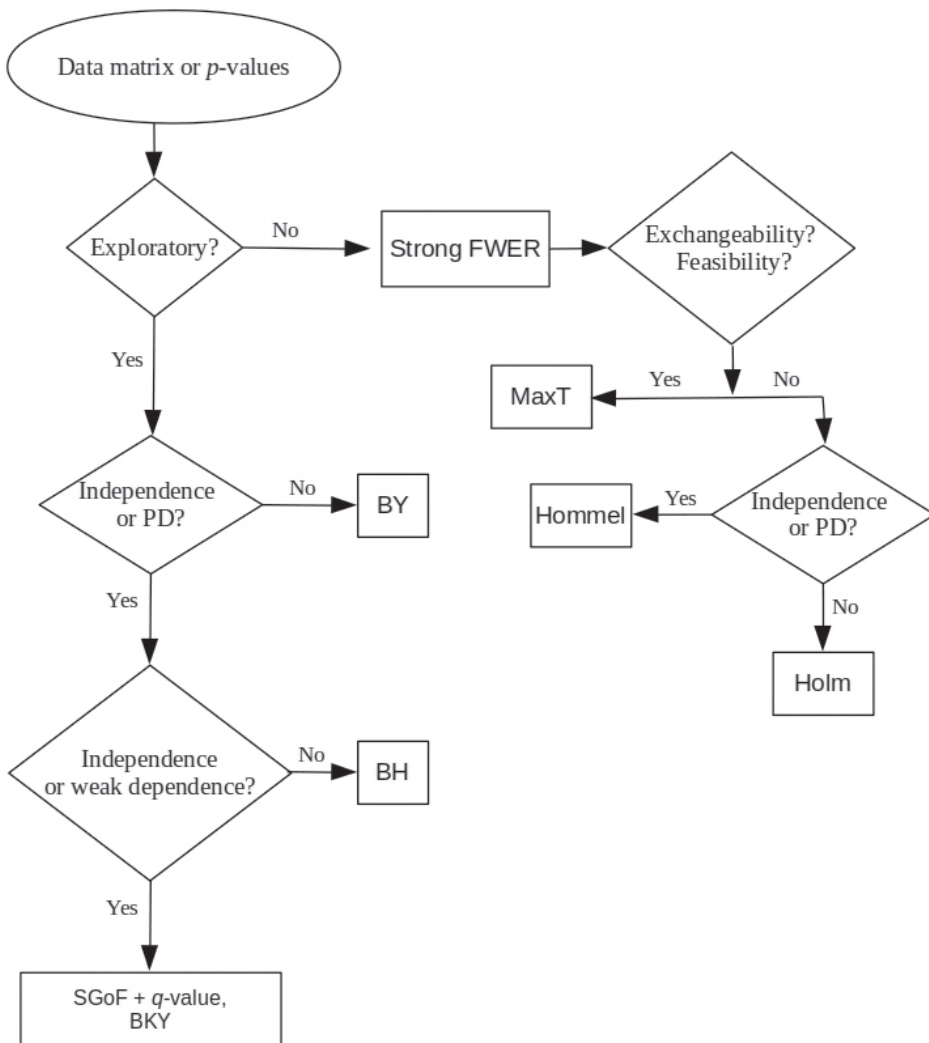 Data matrix or p-values
Exploratory?
No
Strong FWER
Exchangeability?
Feasibility?
Yes
MaxT
Yes
No
Independence
or PD?
No
BY
Hommel
Yes
Independence
or PD?
Yes
No
Holm
Independence
or weak dependence?
No
BH
Yes
SGoF + q-value,
BKY